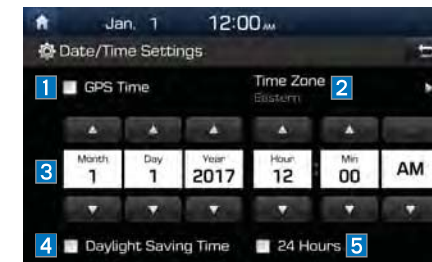 Jan. 1 12:00 AM
Date/Time Settings
1 GPS Time Time Zone 2
Eastern
Month Day Year Hour Min
3 1 1 2017 12 : 00 AM
4 Daylight Saving Time 24 Hours 5